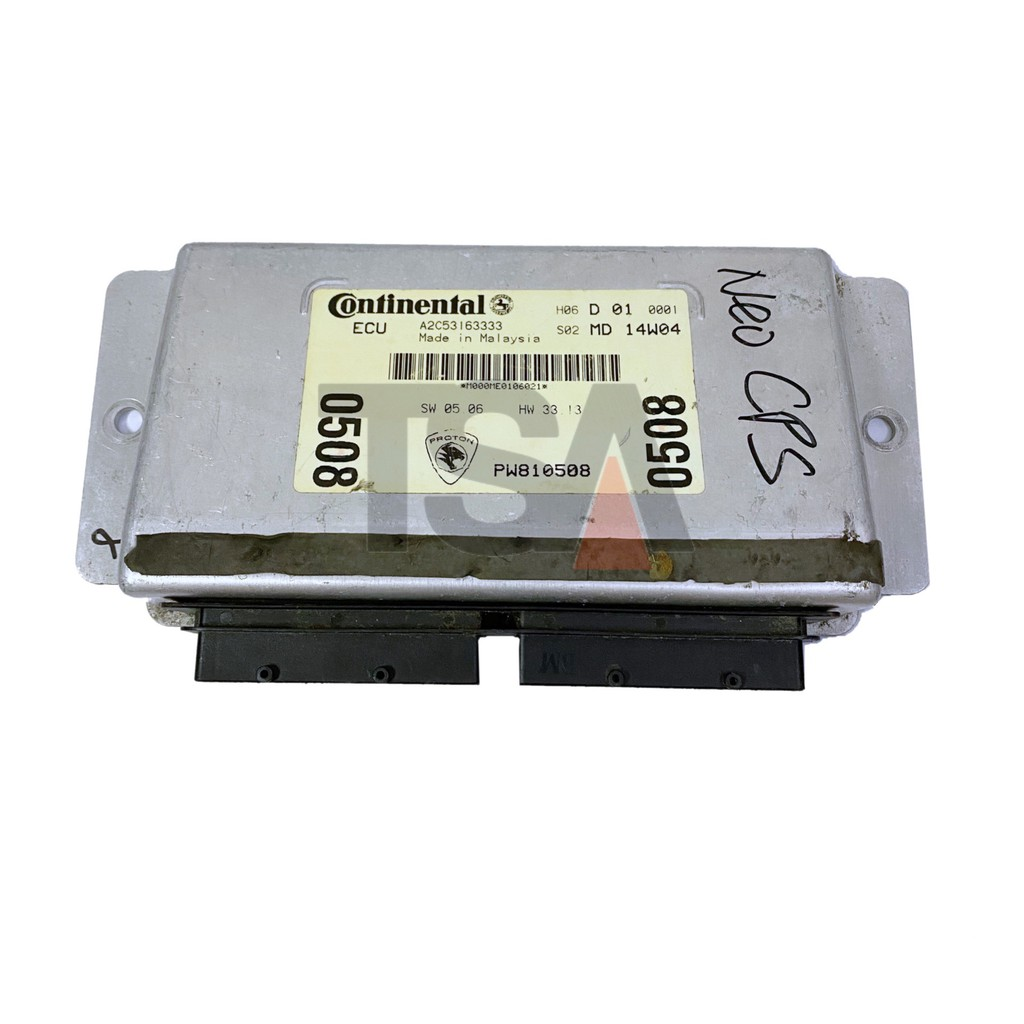 Continental
ECU A2C53163333
Made in Malaysia
H06 D 01 0001
S02 MD 14W04
*M000ME0106021*
SW 05 06 HW 33 13
0508
PROTON
PW810508
0508
NEO CPS
TSA